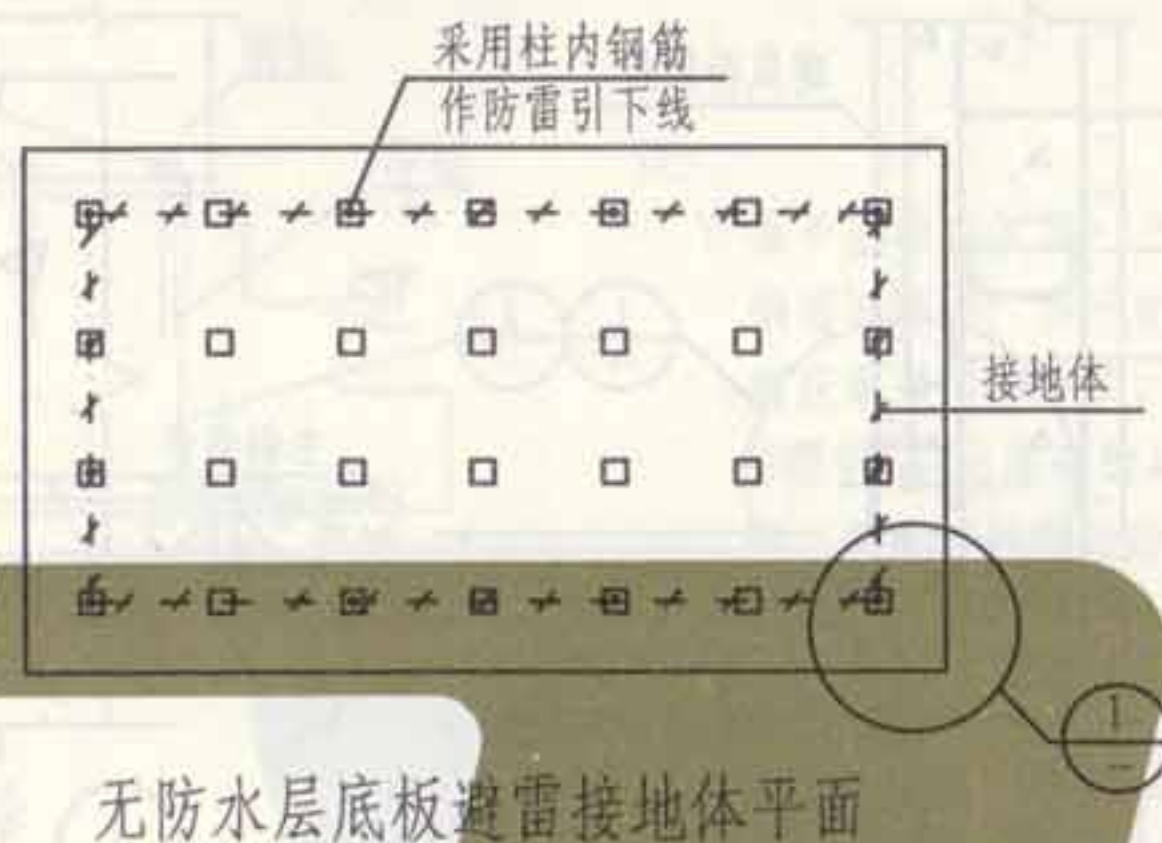 采用柱内钢筋
作防雷引下线
接地体
1
—
无防水层底板避雷接地体平面